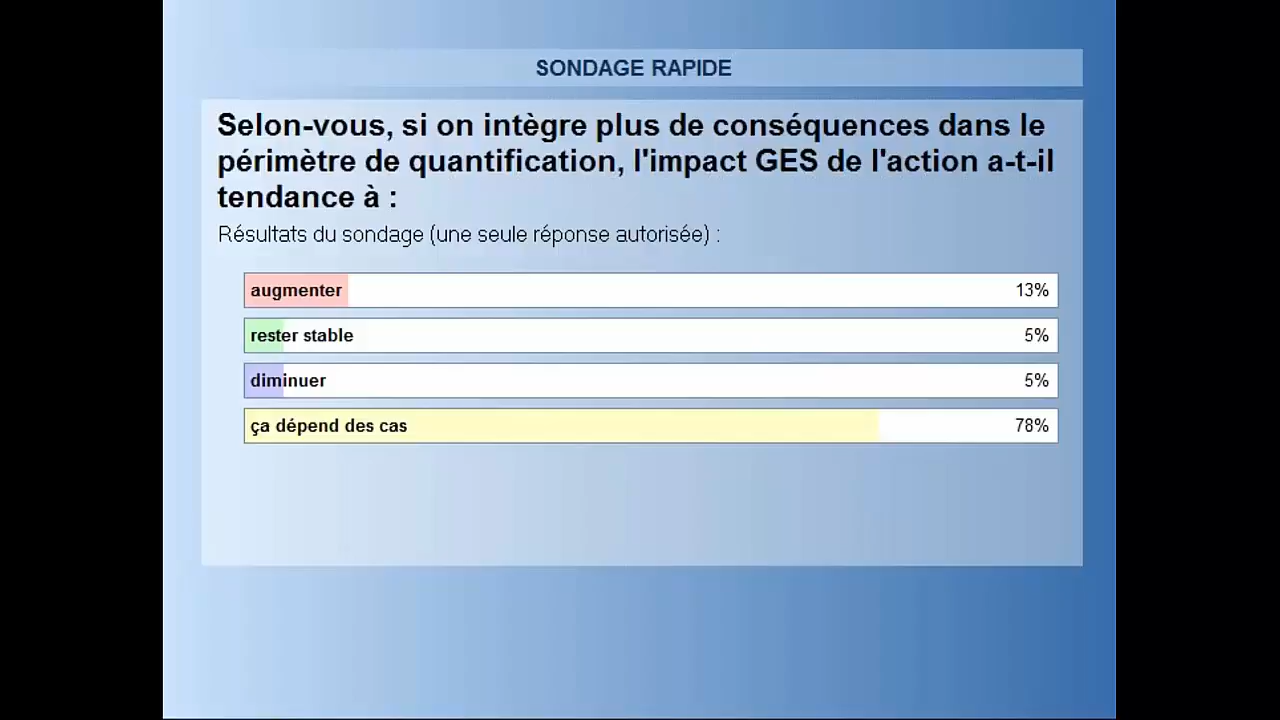 SONDAGE RAPIDE
Selon-vous, si on intègre plus de conséquences dans le
périmètre de quantification, l'impact GES de l'action a-t-il
tendance à :
Résultats du sondage (une seule réponse autorisée) :
augmenter 13%
rester stable 5%
diminuer 5%
ça dépend des cas 78%